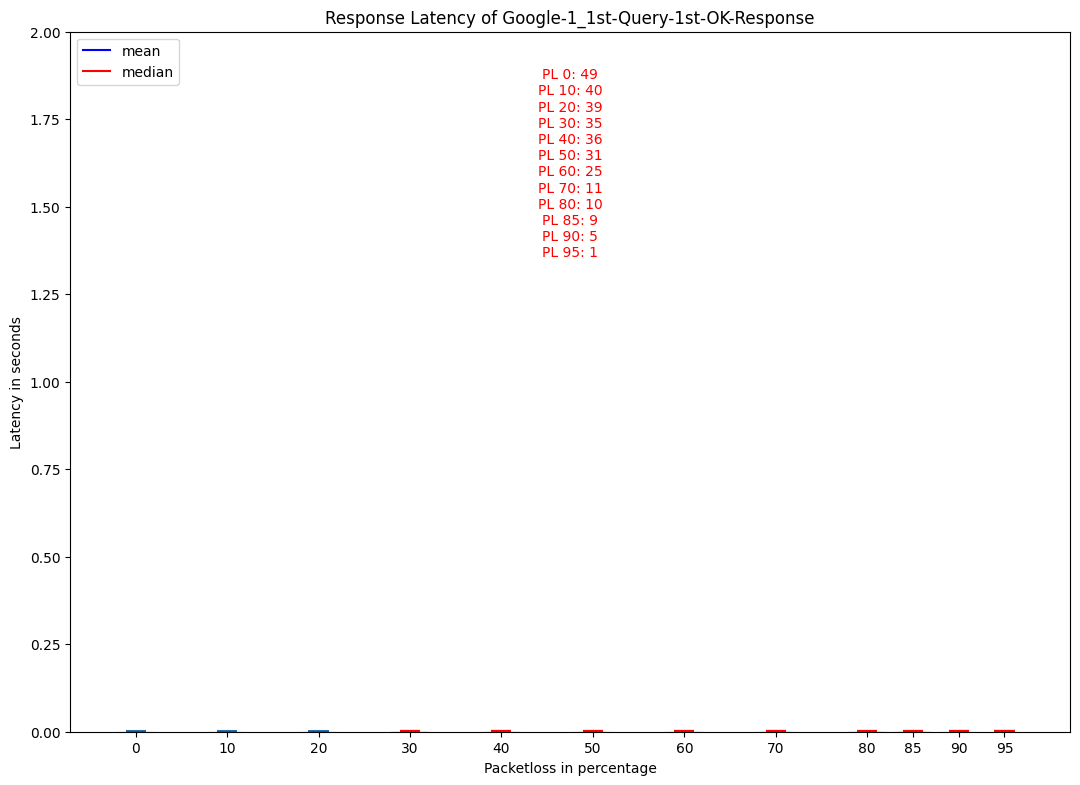 Response Latency of Google-1_1st-Query-1st-OK-Response
2.00
mean
median
PL 0: 49
PL 10: 40
PL 20: 39
PL 30: 35
PL 40: 36
PL 50: 31
PL 60: 25
PL 70: 11
PL 80: 10
PL 85: 9
PL 90: 5
PL 95: 1
1.75
1.50
1.25
1.00
0.75
0.50
0.25
0.00
Latency in seconds
0 10 20 30 40 50 60 70 80 85 90 95
Packetloss in percentage